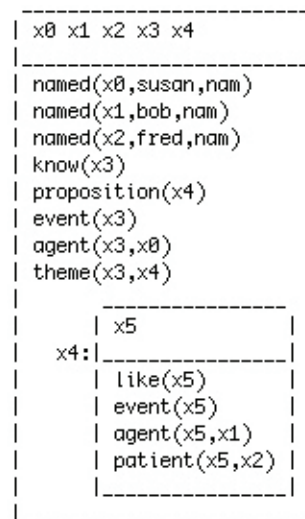 x0 x1 x2 x3 x4
named(x0,susan,nam)
named(x1,bob,nam)
named(x2,fred,nam)
know(x3)
proposition(x4)
event(x3)
agent(x3,x0)
theme(x3,x4)
x5
x4:
like(x5)
event(x5)
agent(x5,x1)
patient(x5,x2)